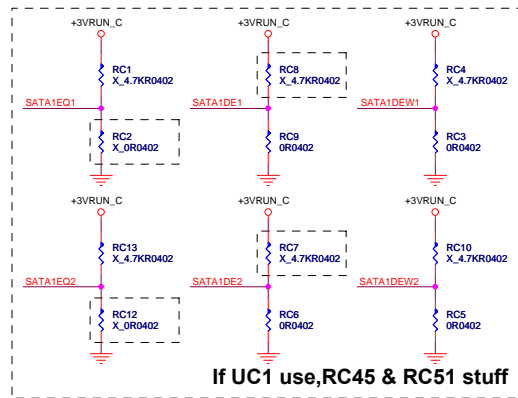 +3VRUN_C +3VRUN_C +3VRUN_C
RC1 RC8 RC4
X_4.7KR0402 X_4.7KR0402 X_4.7KR0402
SATA1EQ1 SATA1DE1 SATA1DEW1
RC2 RC9 RC3
X_0R0402 0R0402 0R0402
+3VRUN_C +3VRUN_C +3VRUN_C
RC13 RC7 RC10
X_4.7KR0402 X_4.7KR0402 X_4.7KR0402
SATA1EQ2 SATA1DE2 SATA1DEW2
RC12 RC6 RC5
X_0R0402 0R0402 0R0402
If UC1 use,RC45 & RC51 stuff